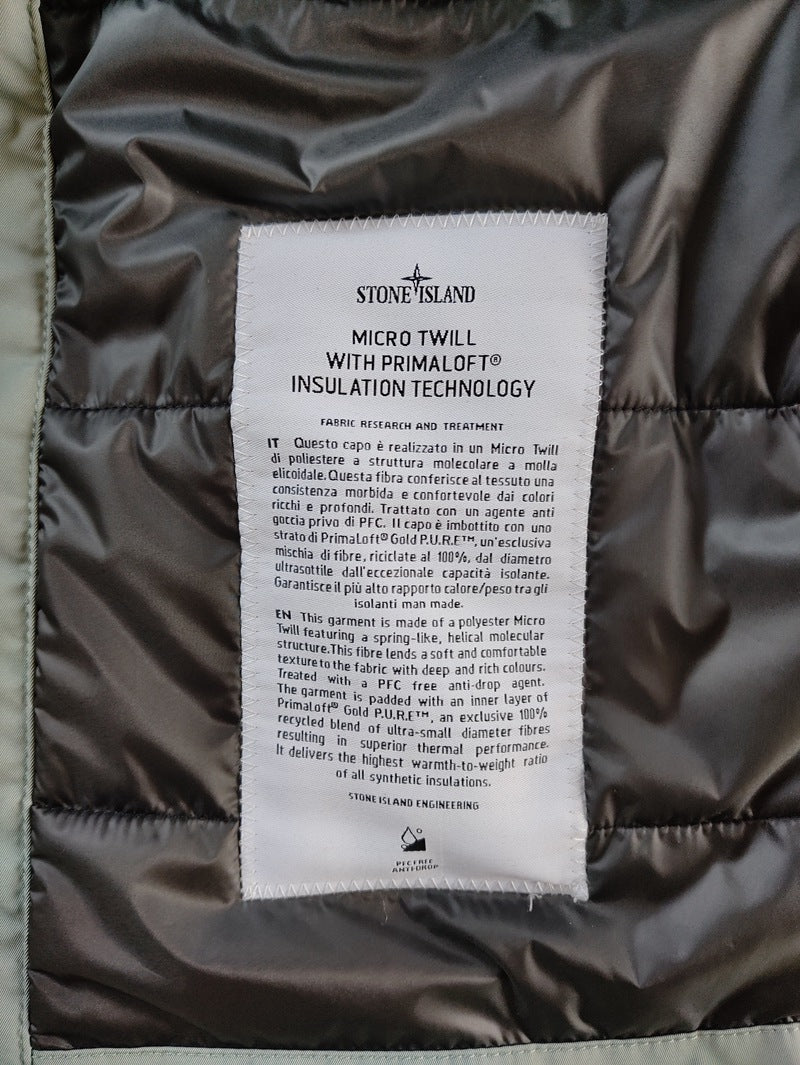 STONE ISLAND
MICRO TWILL
WITH PRIMALOFT®
INSULATION TECHNOLOGY
FABRIC RESEARCH AND TREATMENT
IT Questo capo è realizzato in un Micro Twill
di poliestere a struttura molecolare a molla
elicoidale. Questa fibra conferisce al tessuto una
consistenza morbida e confortevole dai colori
ricchi e profondi. Trattato con un agente anti
goccia privo di PFC. Il capo è imbottito con uno
strato di PrimaLoft® Gold P.U.R.E™, un'esclusiva
mischia di fibre, riciclate al 100%, dal diametro
ultrasottile dall'eccezionale capacità isolante.
Garantisce il più alto rapporto calore/peso tra gli
isolanti man made.
EN This garment is made of a polyester Micro
Twill featuring a spring-like, helical molecular
structure. This fibre lends a soft and comfortable
texture to the fabric with deep and rich colours.
Treated with a PFC free anti-drop agent.
The garment is padded with an inner layer of
PrimaLoft® Gold P.U.R.E™, an exclusive 100%
recycled blend of ultra-small diameter fibres
resulting in superior thermal performance.
It delivers the highest warmth-to-weight ratio
of all synthetic insulations.
STONE ISLAND ENGINEERING
PFC FREE
ANTI-DROP